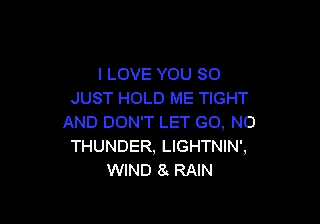 I LOVE YOU SO
JUST HOLD ME TIGHT
AND DON'T LET GO, NO
THUNDER, LIGHTNIN',
WIND & RAIN